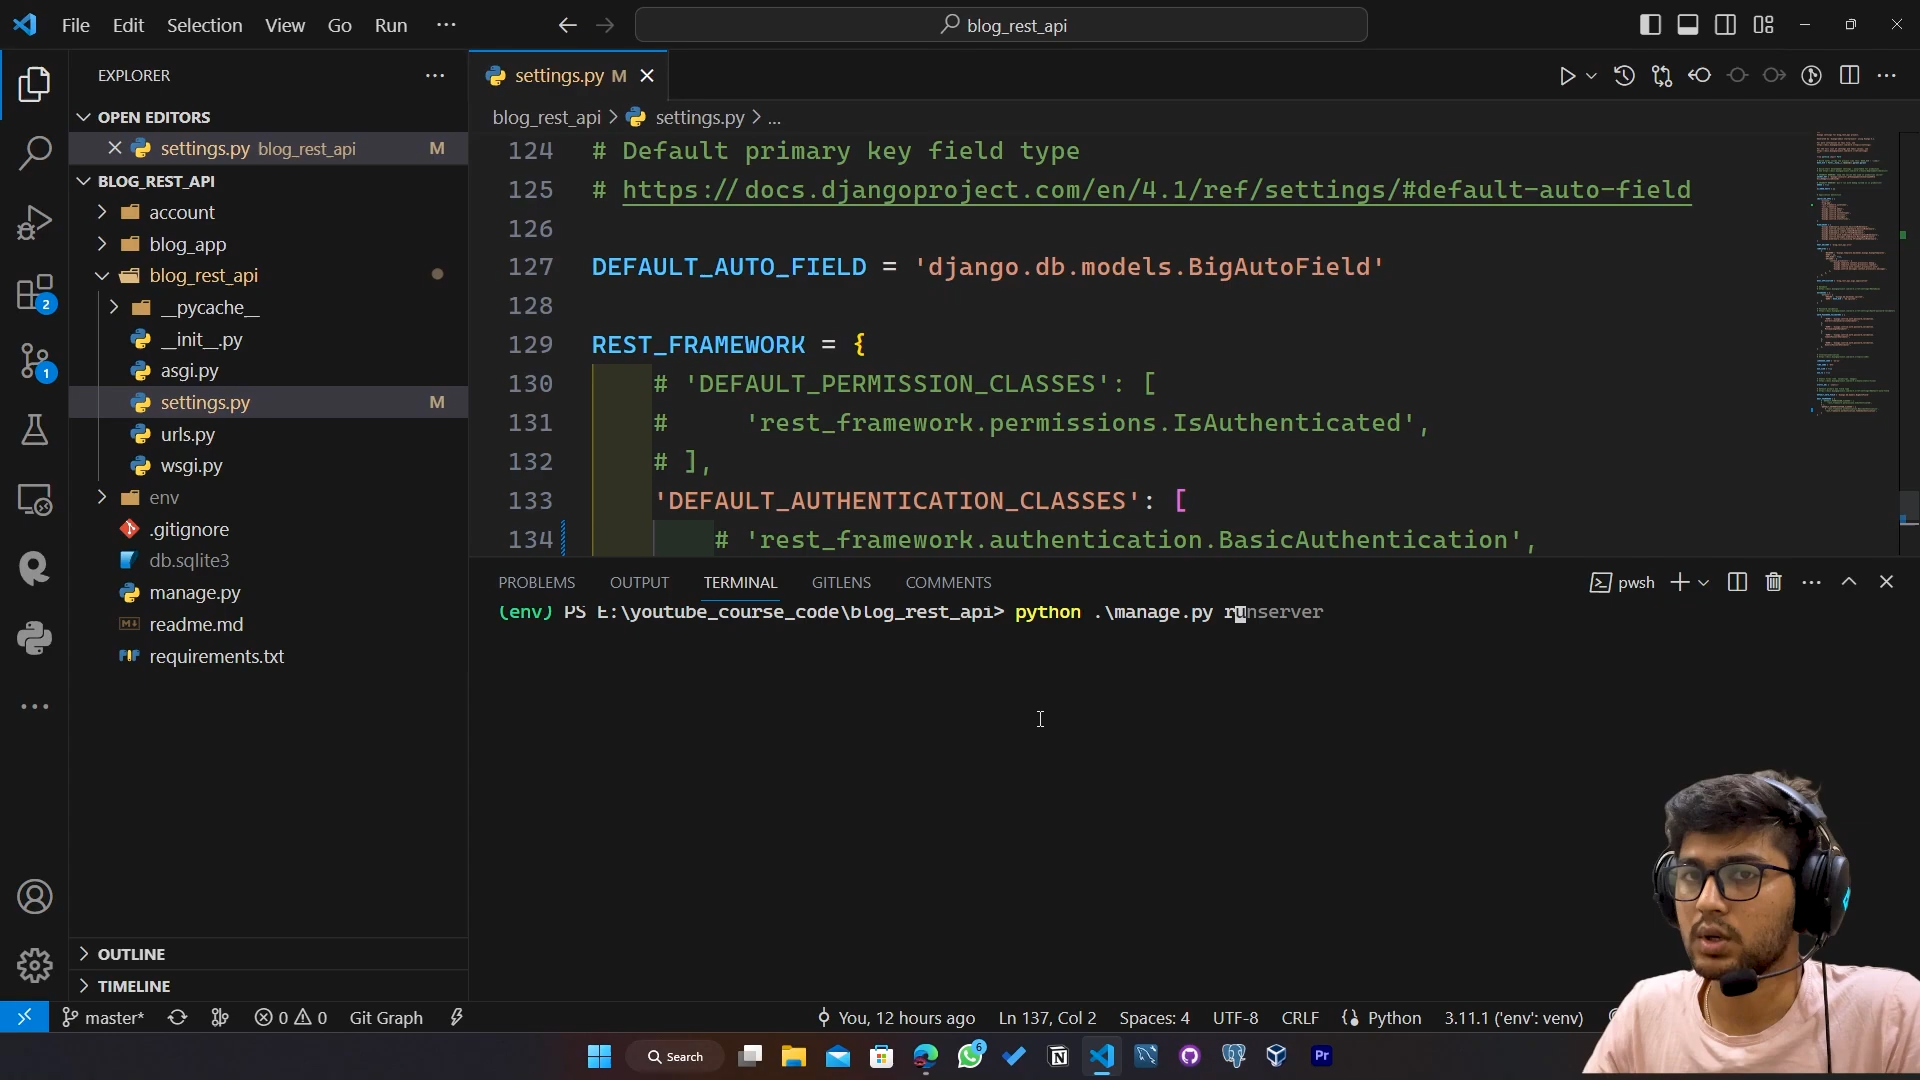 File Edit Selection View Go Run ···
blog_rest_api
EXPLORER
OPEN EDITORS
settings.py blog_rest_api M
BLOG_REST_API
account
blog_app
blog_rest_api
__pycache__
__init__.py
asgi.py
settings.py M
urls.py
wsgi.py
env
.gitignore
db.sqlite3
manage.py
readme.md
requirements.txt
OUTLINE
TIMELINE
2
1
settings.py M
blog_rest_api > settings.py > ...
124 # Default primary key field type
125 # https://docs.djangoproject.com/en/4.1/ref/settings/#default-auto-field
126
127 DEFAULT_AUTO_FIELD = 'django.db.models.BigAutoField'
128
129 REST_FRAMEWORK = {
130 # 'DEFAULT_PERMISSION_CLASSES': [
131 #     'rest_framework.permissions.IsAuthenticated',
132 # ],
133 'DEFAULT_AUTHENTICATION_CLASSES': [
134 # 'rest_framework.authentication.BasicAuthentication',
PROBLEMS OUTPUT TERMINAL GITLENS COMMENTS
pwsh
(env) PS E:\youtube_course_code\blog_rest_api> python .\manage.py runserver
master* 0 0 Git Graph You, 12 hours ago Ln 137, Col 2 Spaces: 4 UTF-8 CRLF Python 3.11.1 ('env': venv)
Search
6
Pr